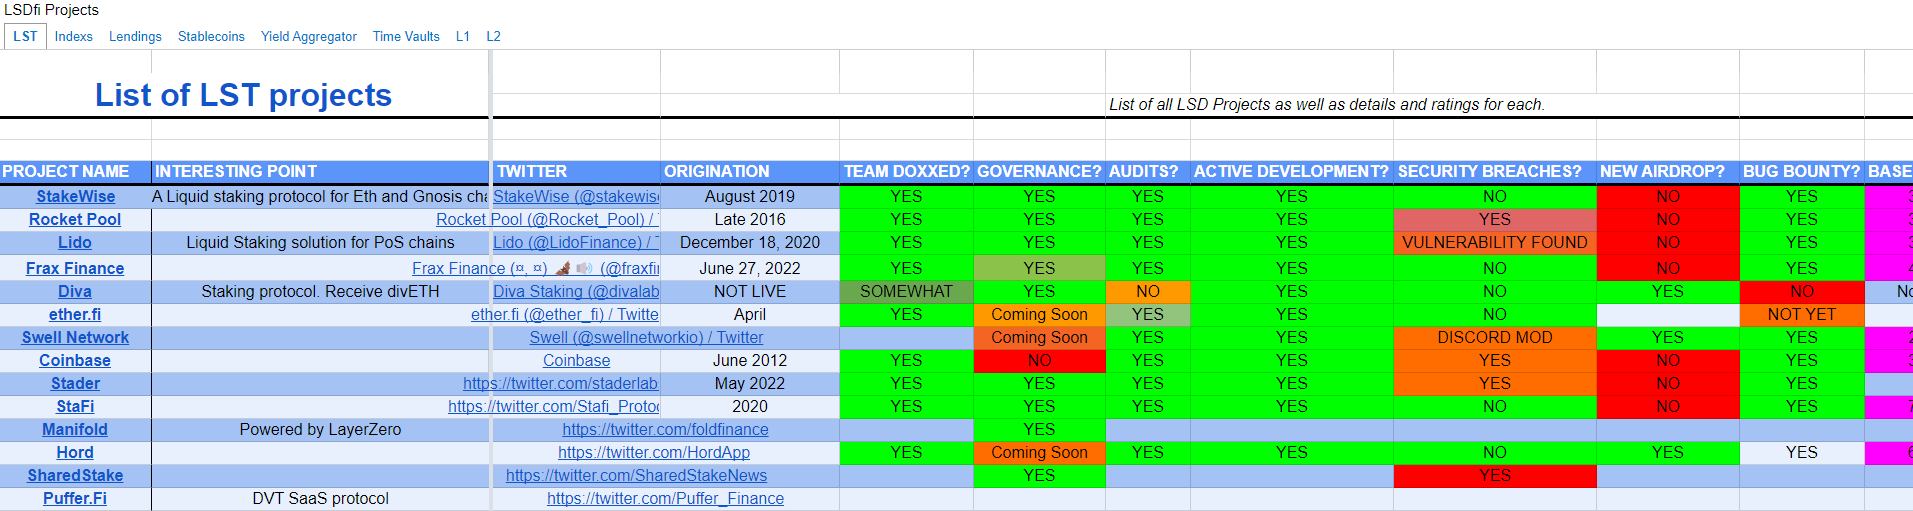 LSDfi Projects
LST Indexs Lendings Stablecoins Yield Aggregator Time Vaults L1 L2
List of LST projects
List of all LSD Projects as well as details and ratings for each.
PROJECT NAME INTERESTING POINT TWITTER ORIGINATION TEAM DOXXED? GOVERNANCE? AUDITS? ACTIVE DEVELOPMENT? SECURITY BREACHES? NEW AIRDROP? BUG BOUNTY? BASE
StakeWise A Liquid staking protocol for Eth and Gnosis cha StakeWise (@stakewise August 2019 YES YES YES YES NO NO YES
Rocket Pool Rocket Pool (@Rocket_Pool) / Late 2016 YES YES YES YES YES NO YES
Lido Liquid Staking solution for PoS chains Lido (@LidoFinance) / T December 18, 2020 YES YES YES YES VULNERABILITY FOUND NO YES
Frax Finance Frax Finance (¤, ¤) (@fraxfin June 27, 2022 YES YES YES YES NO NO YES
Diva Staking protocol. Receive divETH Diva Staking (@divalab NOT LIVE SOMEWHAT YES NO YES NO YES NO No
ether.fi ether.fi (@ether_fi) / Twitte April YES Coming Soon YES YES NO NOT YET
Swell Network Swell (@swellnetworkio) / Twitter Coming Soon YES YES DISCORD MOD YES YES
Coinbase Coinbase June 2012 YES NO YES YES YES NO YES
Stader https://twitter.com/staderlab May 2022 YES YES YES YES YES NO YES
StaFi https://twitter.com/Stafi_Protoc 2020 YES YES YES YES NO NO YES
Manifold Powered by LayerZero https://twitter.com/foldfinance YES
Hord https://twitter.com/HordApp YES Coming Soon YES YES NO YES YES
SharedStake https://twitter.com/SharedStakeNews YES YES
Puffer.Fi DVT SaaS protocol https://twitter.com/Puffer_Finance